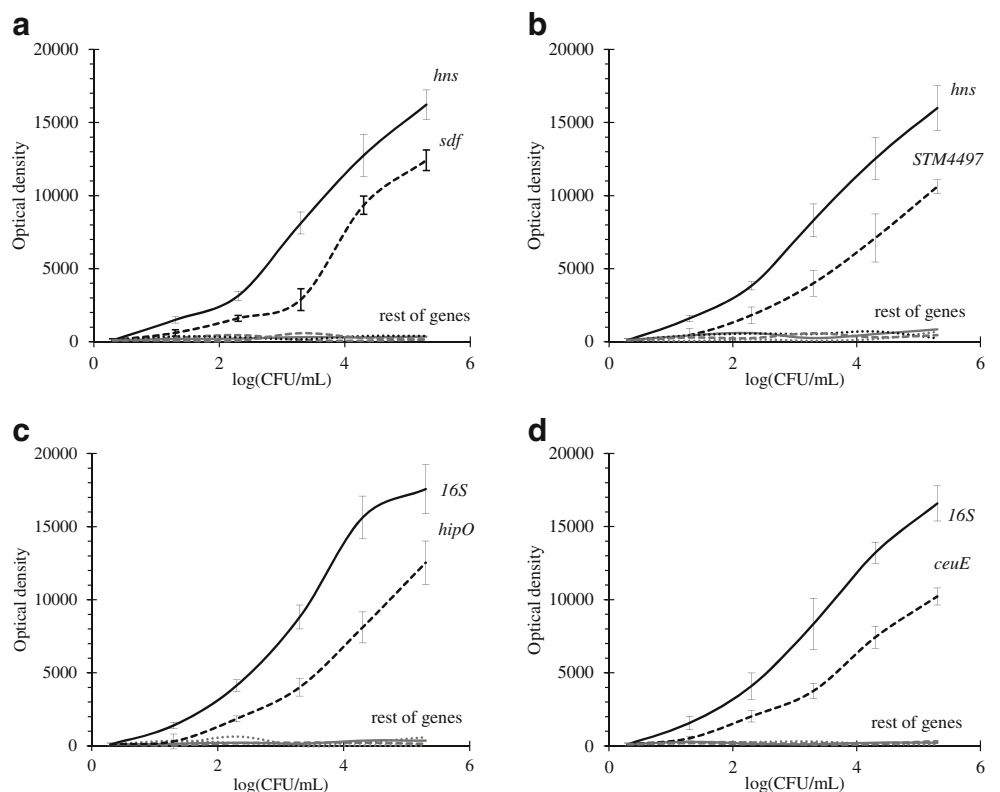 a
20000
15000
10000
5000
0
Optical density
hns
sdf
rest of genes
0 2 4 6
log(CFU/mL)
b
20000
15000
10000
5000
0
Optical density
hns
STM4497
rest of genes
0 2 4 6
log(CFU/mL)
c
20000
15000
10000
5000
0
Optical density
16S
hipO
rest of genes
0 2 4 6
log(CFU/mL)
d
20000
15000
10000
5000
0
Optical density
16S
ceuE
rest of genes
0 2 4 6
log(CFU/mL)